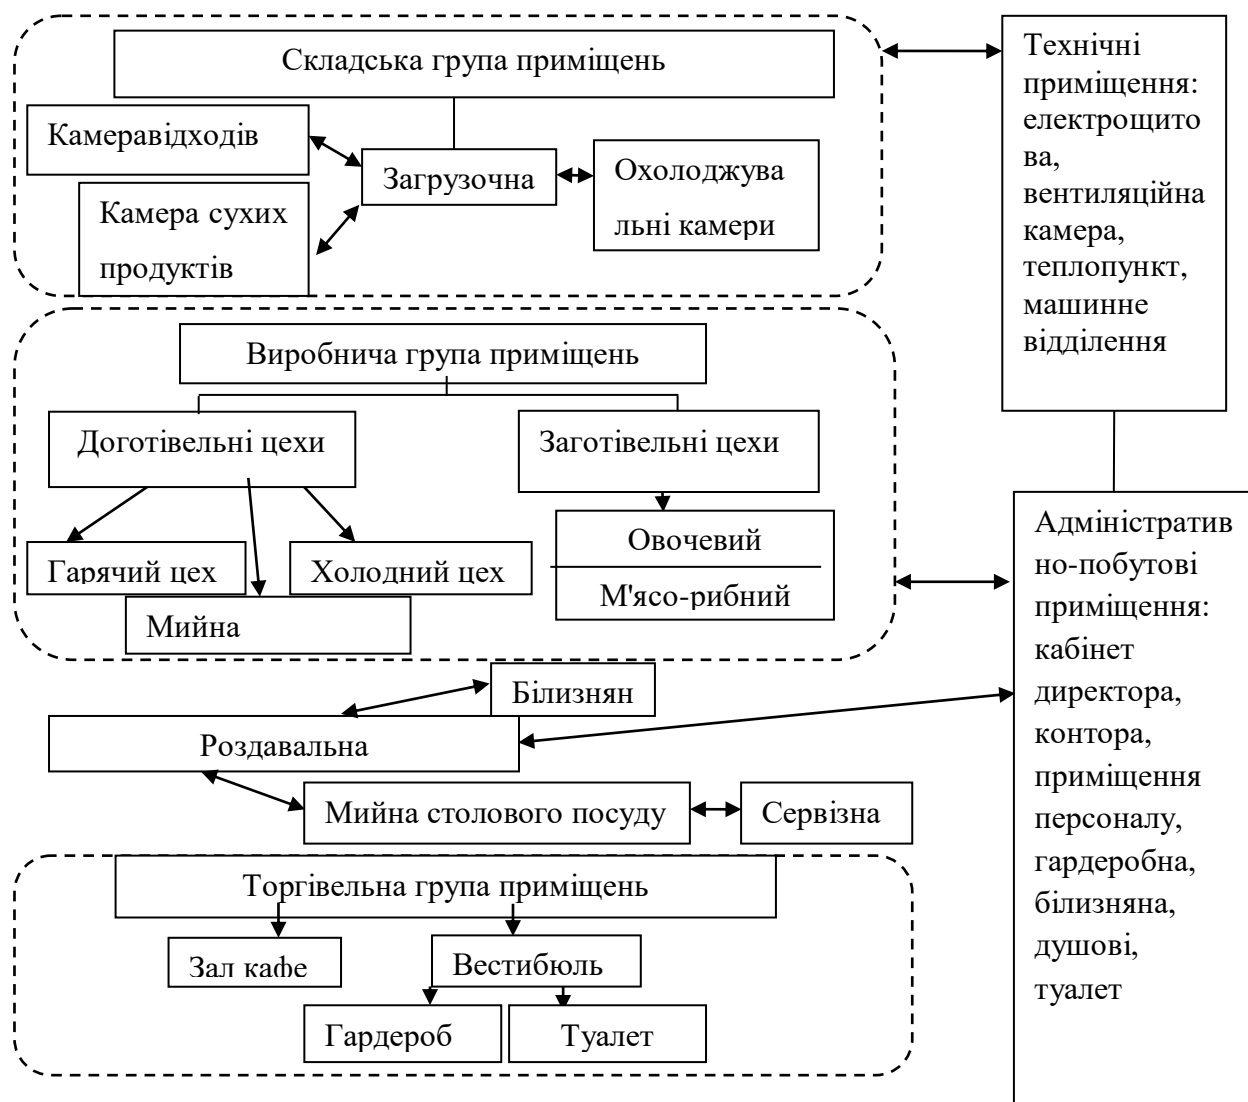 Складська група приміщень
Камеравідходів
Загрузочна
Охолоджува
льні камери
Камера сухих
продуктів
Технічні
приміщення:
електрощито
ва,
вентиляційна
камера,
теплопункт,
машинне
відділення
Виробнича група приміщень
Доготівельні цехи
Заготівельні цехи
Гарячий цех
Холодний цех
Мийна
Овочевий
М'ясо-рибний
Адміністратив
но-побутові
приміщення:
кабінет
директора,
контора,
приміщення
персоналу,
гардеробна,
білизняна,
душові,
туалет
Білизнян
Роздавальна
Мийна столового посуду
Сервізна
Торгівельна група приміщень
Зал кафе
Вестибюль
Гардероб
Туалет